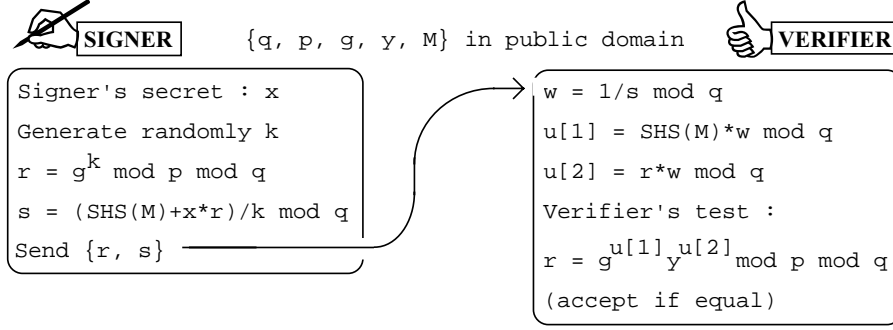 SIGNER
{q, p, g, y, M} in public domain
VERIFIER
Signer's secret : x
Generate randomly k
r = g^k mod p mod q
s = (SHS(M)+x*r)/k mod q
Send {r, s}
w = 1/s mod q
u[1] = SHS(M)*w mod q
u[2] = r*w mod q
Verifier's test :
r = g^u[1] y^u[2] mod p mod q
(accept if equal)